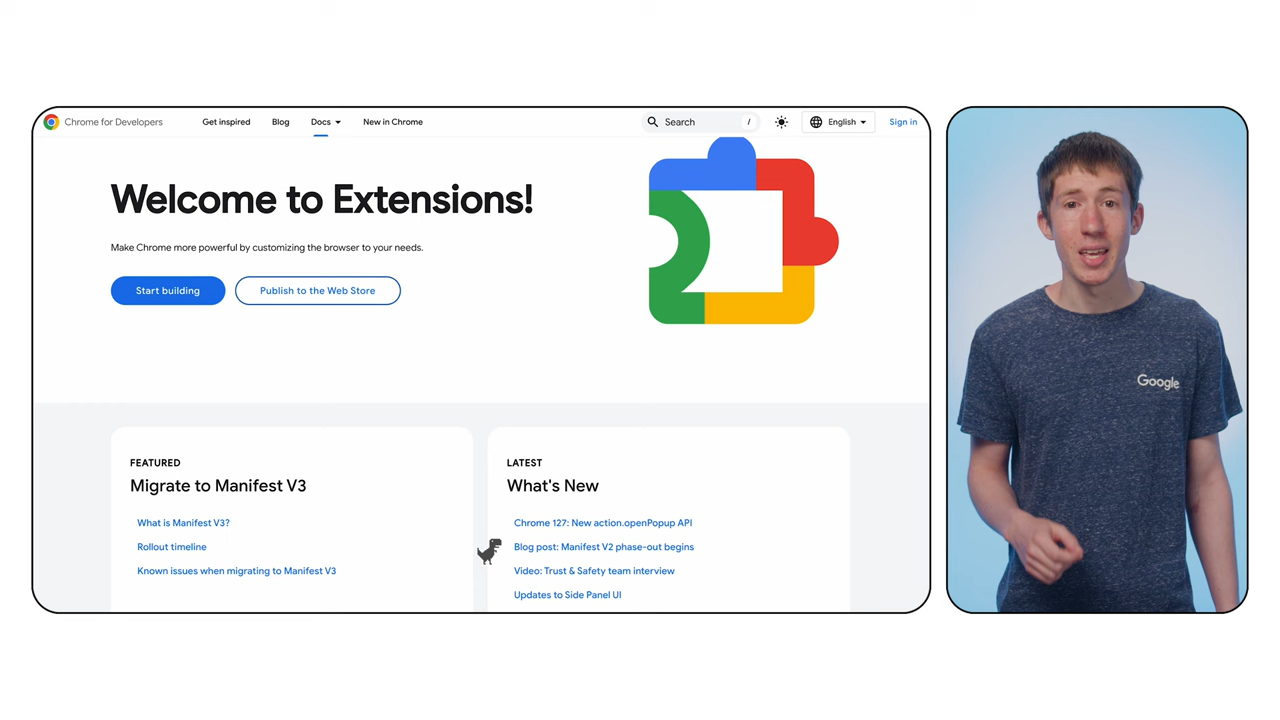 Chrome for Developers
Get inspired
Blog
Docs
New in Chrome
Search
/
English
Sign in
Welcome to Extensions!
Make Chrome more powerful by customizing the browser to your needs.
Start building
Publish to the Web Store
FEATURED
Migrate to Manifest V3
What is Manifest V3?
Rollout timeline
Known issues when migrating to Manifest V3
LATEST
What's New
Chrome 127: New action.openPopup API
Blog post: Manifest V2 phase-out begins
Video: Trust & Safety team interview
Updates to Side Panel UI
Google